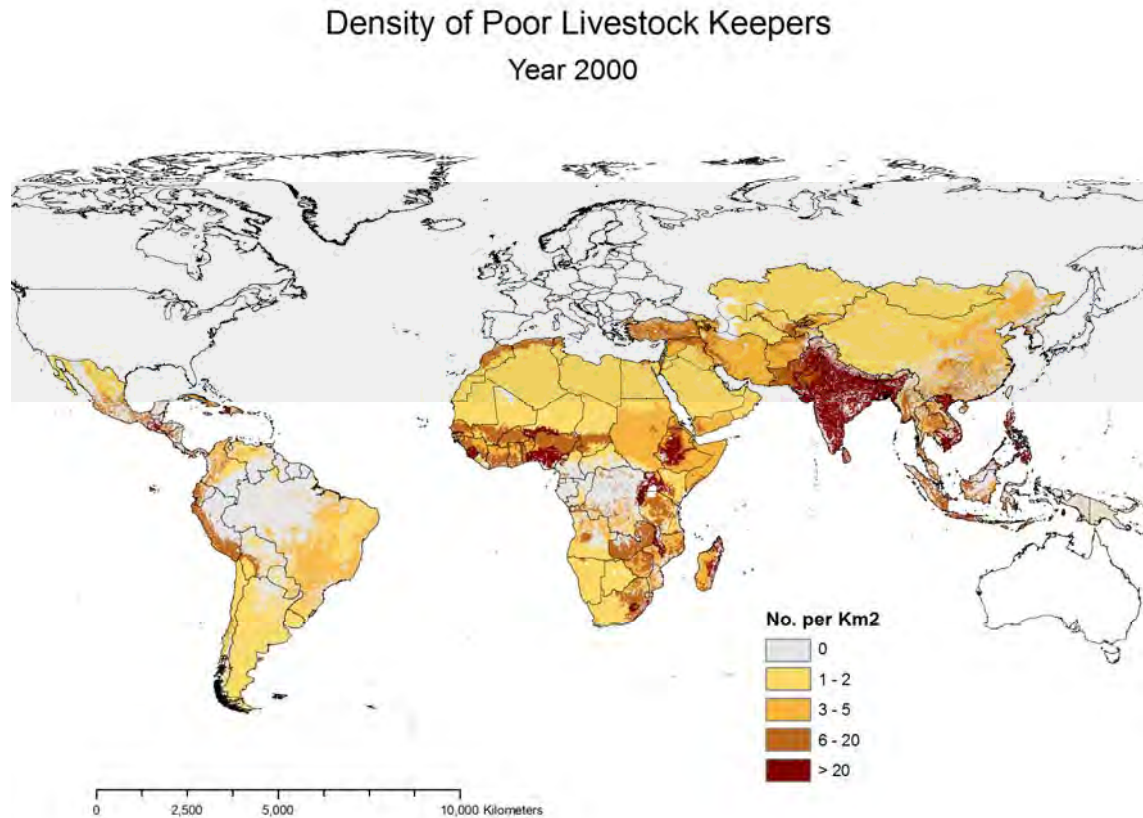 Density of Poor Livestock Keepers
Year 2000
No. per Km2
0
1 - 2
3 - 5
6 - 20
> 20
0 2,500 5,000 10,000 Kilometers